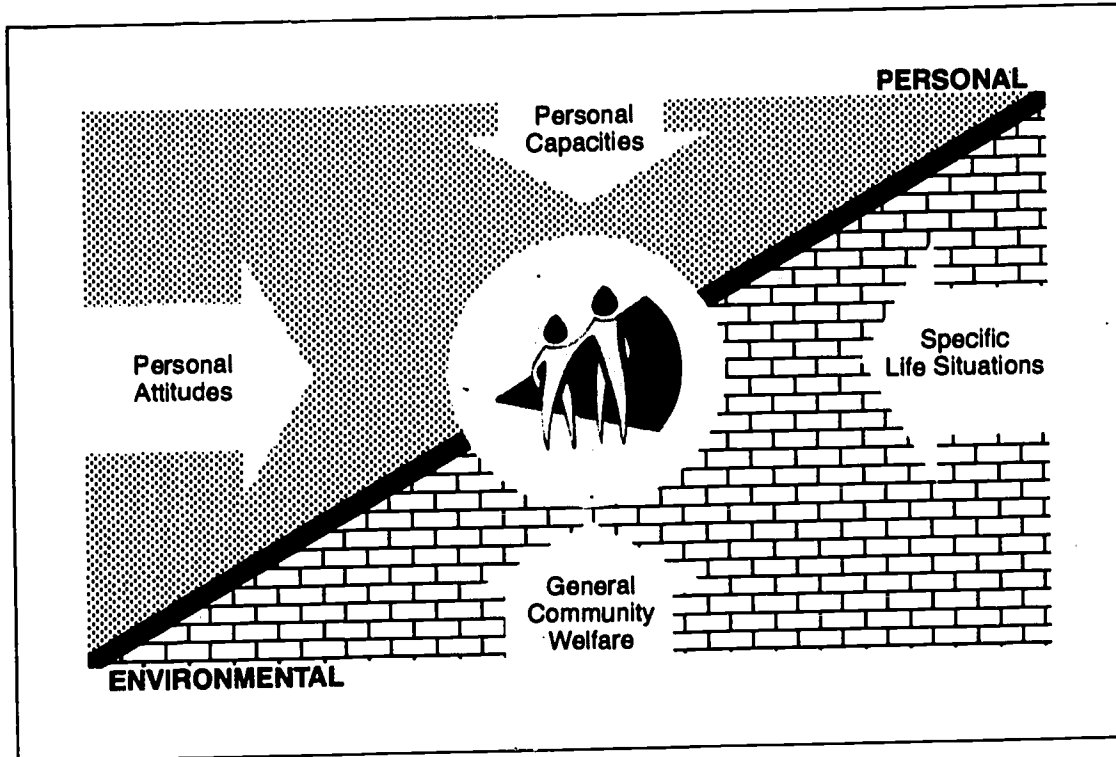 PERSONAL
Personal
Capacities
Personal
Attitudes
Specific
Life Situations
General
Community
Welfare
ENVIRONMENTAL